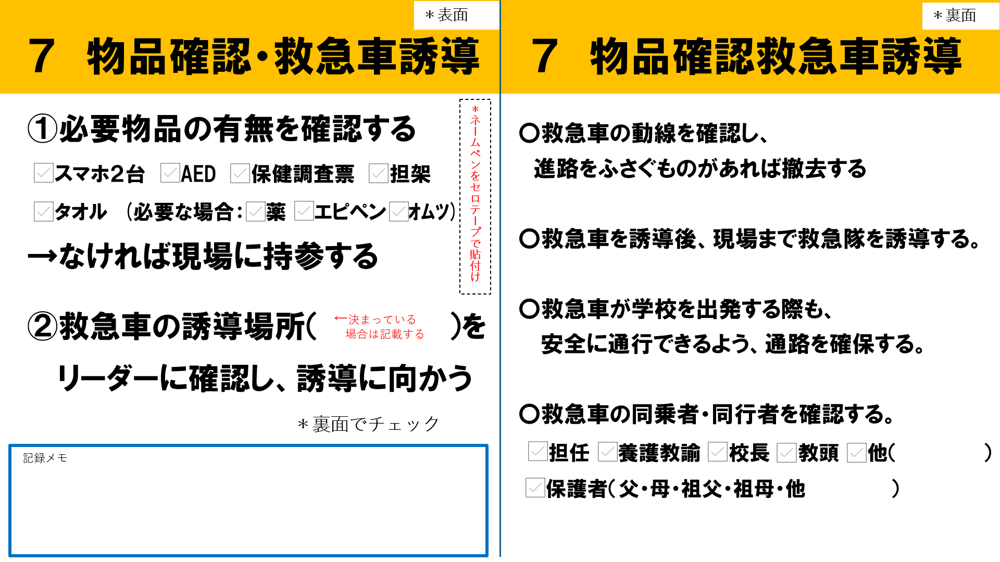 ＊表面
７　物品確認・救急車誘導
①必要物品の有無を確認する
☑スマホ２台　☑AED　☑保健調査票　☑担架
☑タオル　（必要な場合：☑薬　☑エピペン☑オムツ）
→なければ現場に持参する
＊ネームペンをセロテープで貼付け
②救急車の誘導場所（　←決まっている　）を
場合は記載する
リーダーに確認し、誘導に向かう
＊裏面でチェック
記録メモ
＊裏面
７　物品確認救急車誘導
〇救急車の動線を確認し、
進路をふさぐものがあれば撤去する
〇救急車を誘導後、現場まで救急隊を誘導する。
〇救急車が学校を出発する際も、
安全に通行できるよう、通路を確保する。
〇救急車の同乗者・同行者を確認する。
☑担任　☑養護教諭　☑校長　☑教頭　☑他（　　　　）
☑保護者（父・母・祖父・祖母・他　　　　）